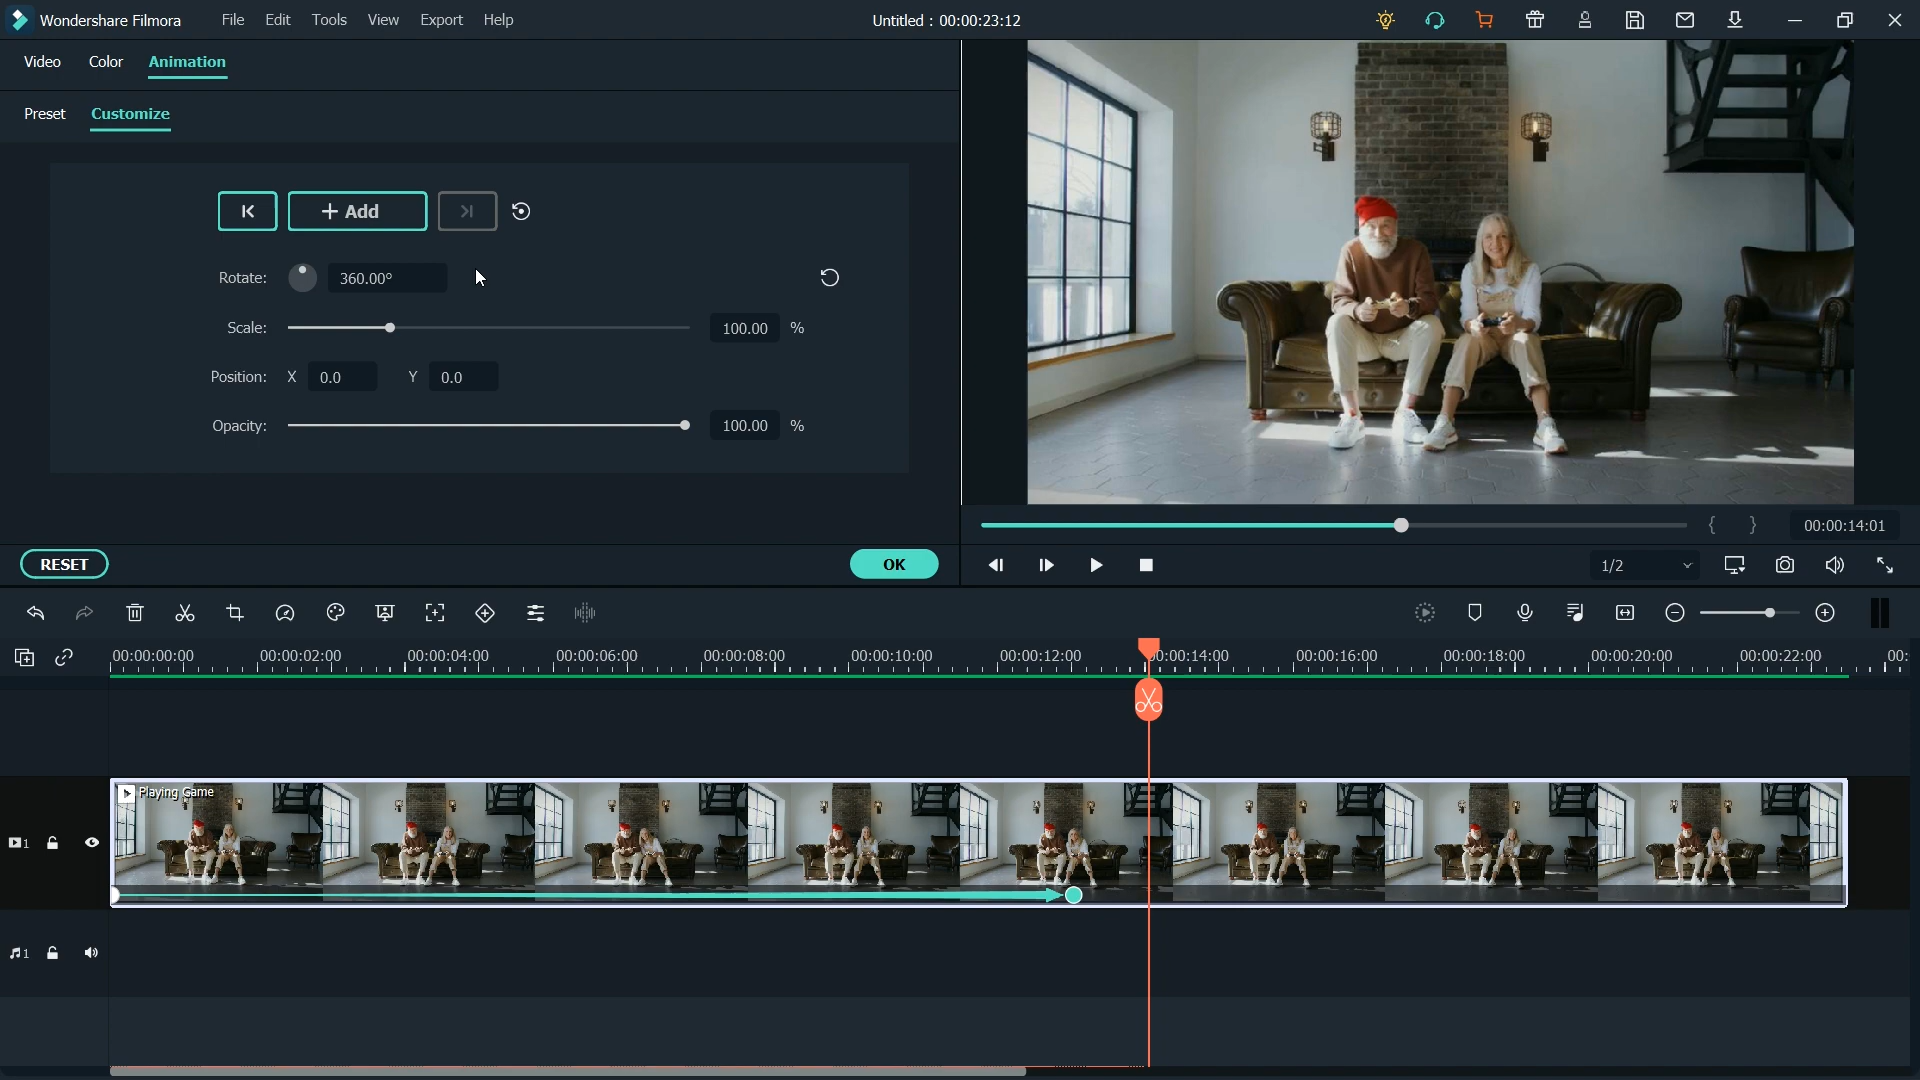 Wondershare Filmora File Edit Tools View Export Help Untitled : 00:00:23:12
Video Color Animation
Preset Customize
+ Add
Rotate: 360.00°
Scale: 100.00 %
Position: X 0.0 Y 0.0
Opacity: 100.00 %
RESET OK
00:00:14:01
1/2
00:00:00:00 00:00:02:00 00:00:04:00 00:00:06:00 00:00:08:00 00:00:10:00 00:00:12:00 00:00:14:00 00:00:16:00 00:00:18:00 00:00:20:00 00:00:22:00 00:
Playing Game
1
1